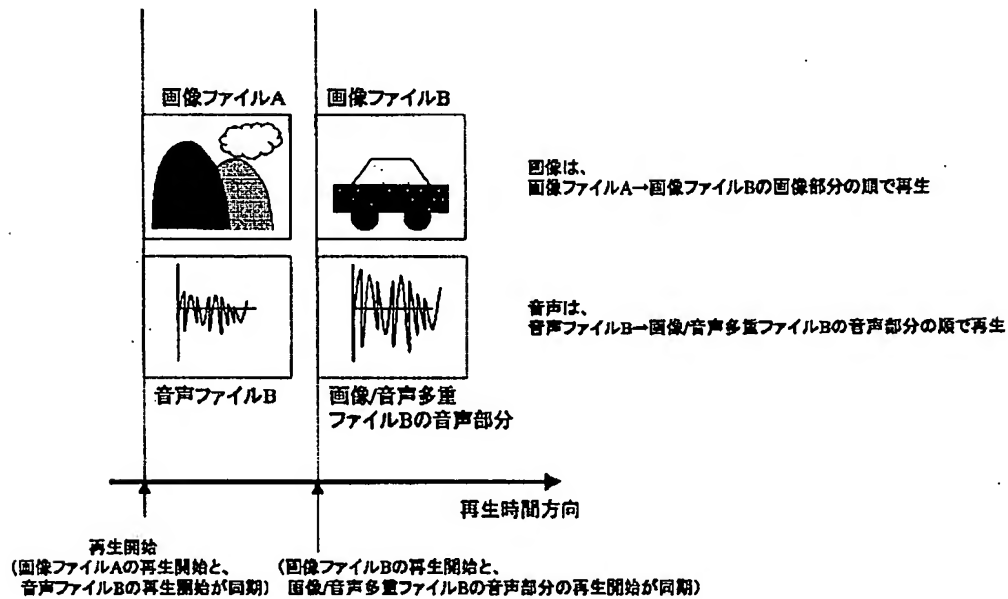 画像ファイルA
画像ファイルB
画像は、
画像ファイルA→画像ファイルBの画像部分の順で再生
音声は、
音声ファイルB→画像/音声多重ファイルBの音声部分の順で再生
音声ファイルB
画像/音声多重
ファイルBの音声部分
再生時間方向
再生開始
(画像ファイルAの再生開始と、
音声ファイルBの再生開始が同期)
(画像ファイルBの再生開始と、
画像/音声多重ファイルBの音声部分の再生開始が同期)